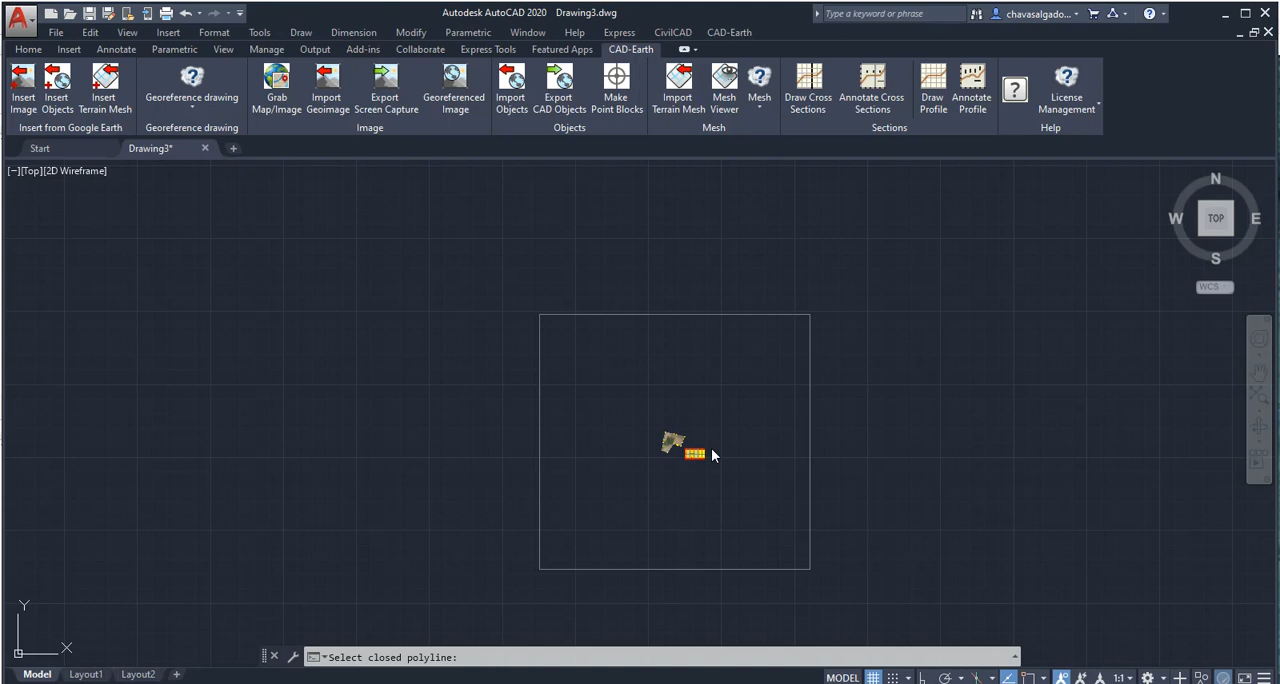 Autodesk AutoCAD 2020 Drawing3.dwg
Type a keyword or phrase
chavasalgado...
File Edit View Insert Format Tools Draw Dimension Modify Parametric Window Help Express CivilCAD CAD-Earth
Home Insert Annotate Parametric View Manage Output Add-ins Collaborate Express Tools Featured Apps CAD-Earth
Insert Image
Insert Objects
Insert Terrain Mesh
Insert from Google Earth
Georeference drawing
Georeference drawing
Grab Map/Image
Import Geoimage
Export Screen Capture
Georeferenced Image
Image
Import Objects
Export CAD Objects
Make Point Blocks
Objects
Import Terrain Mesh
Mesh Viewer
Mesh
Mesh
Draw Cross Sections
Annotate Cross Sections
Draw Profile
Annotate Profile
Sections
?
License Management
Help
Start Drawing3*
[−][Top][2D Wireframe]
N
W TOP E
S
WCS
Y
X
Select closed polyline:
Model Layout1 Layout2
MODEL 1:1